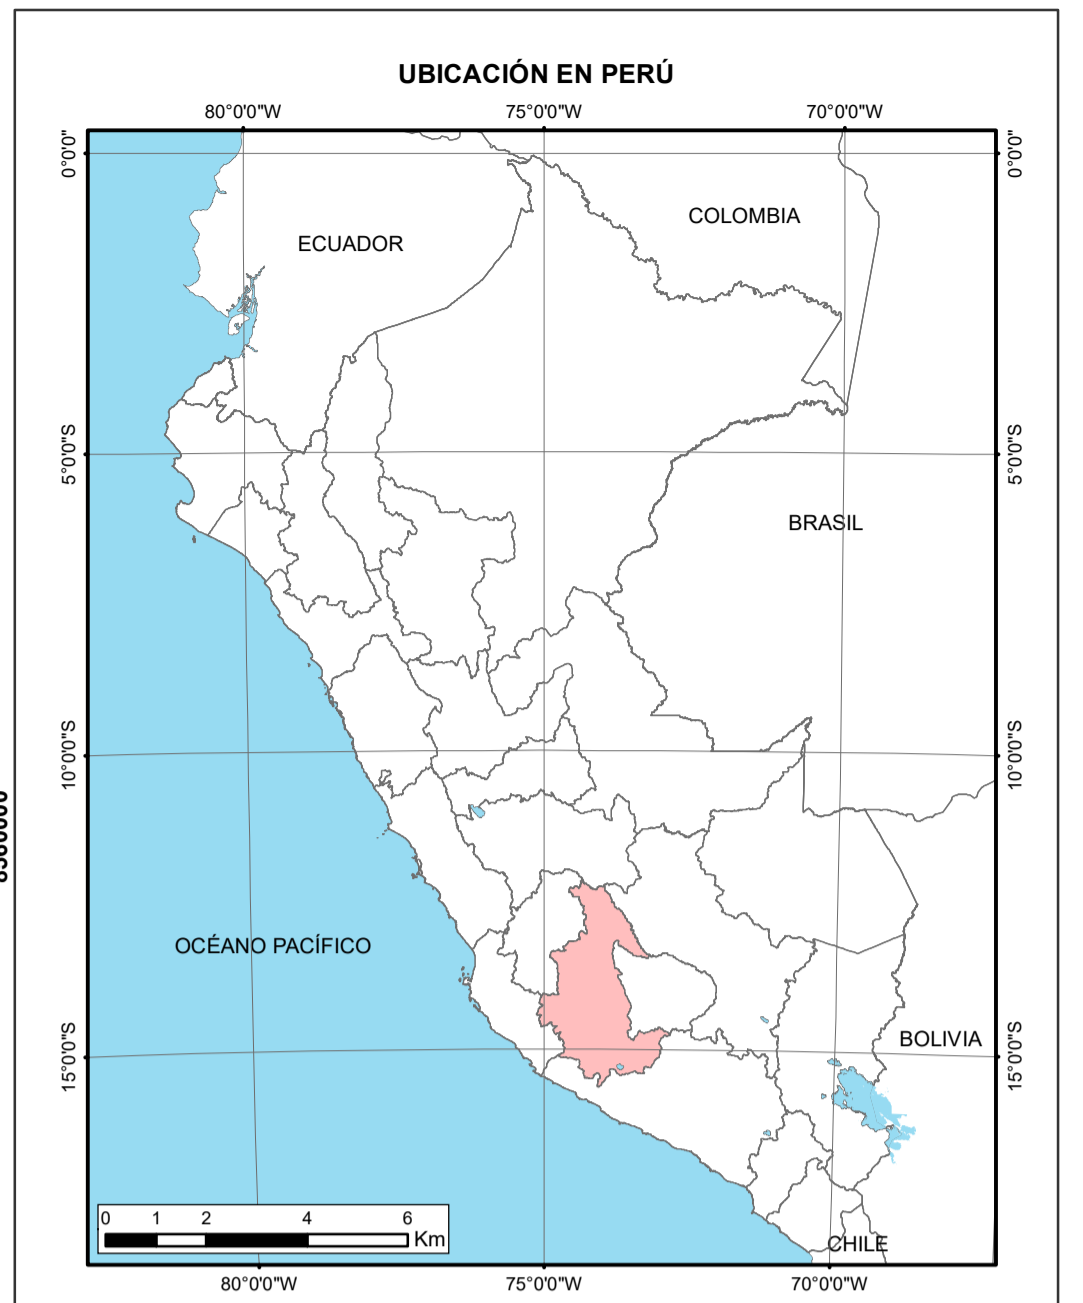 UBICACIÓN EN PERÚ
80°0'0"W 75°0'0"W 70°0'0"W
0°0'0" 0°0'0"
COLOMBIA
ECUADOR
5°0'0"S 5°0'0"S
BRASIL
10°0'0"S 10°0'0"S
OCÉANO PACÍFICO
BOLIVIA
15°0'0"S 15°0'0"S
0 1 2 4 6
Km
CHILE
80°0'0"W 75°0'0"W 70°0'0"W